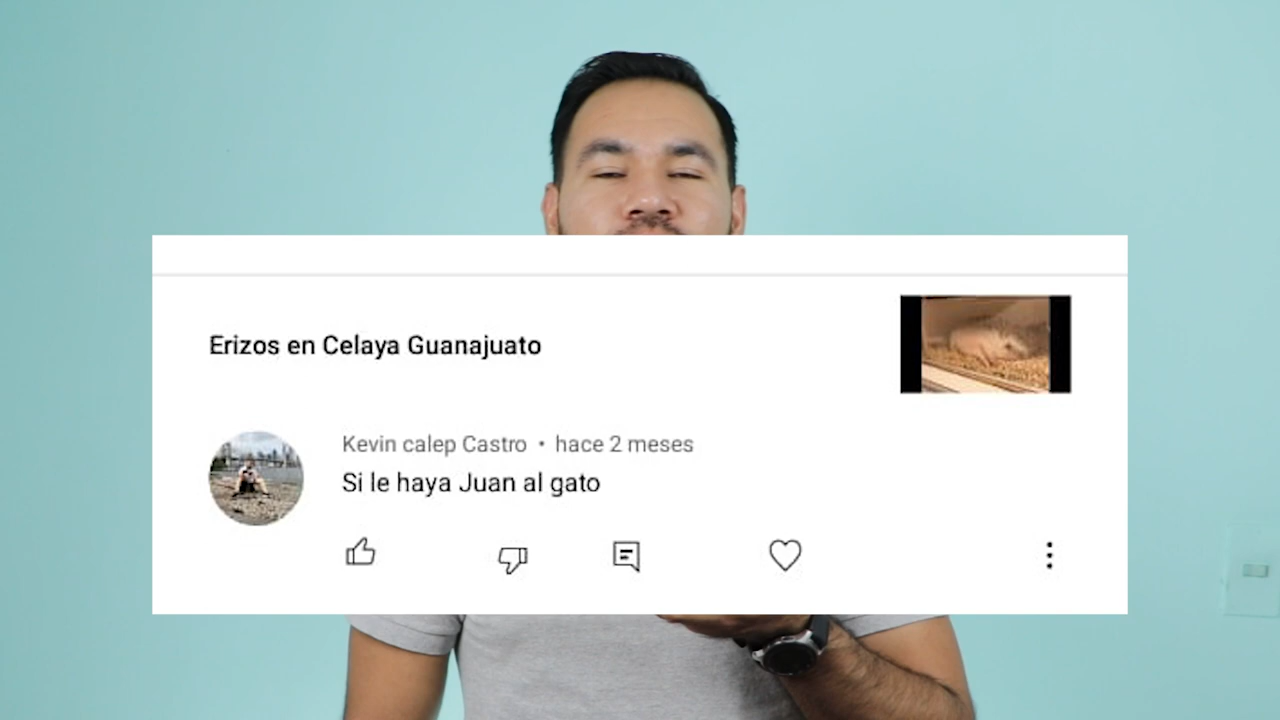 Erizos en Celaya Guanajuato
Kevin calep Castro • hace 2 meses
Si le haya Juan al gato